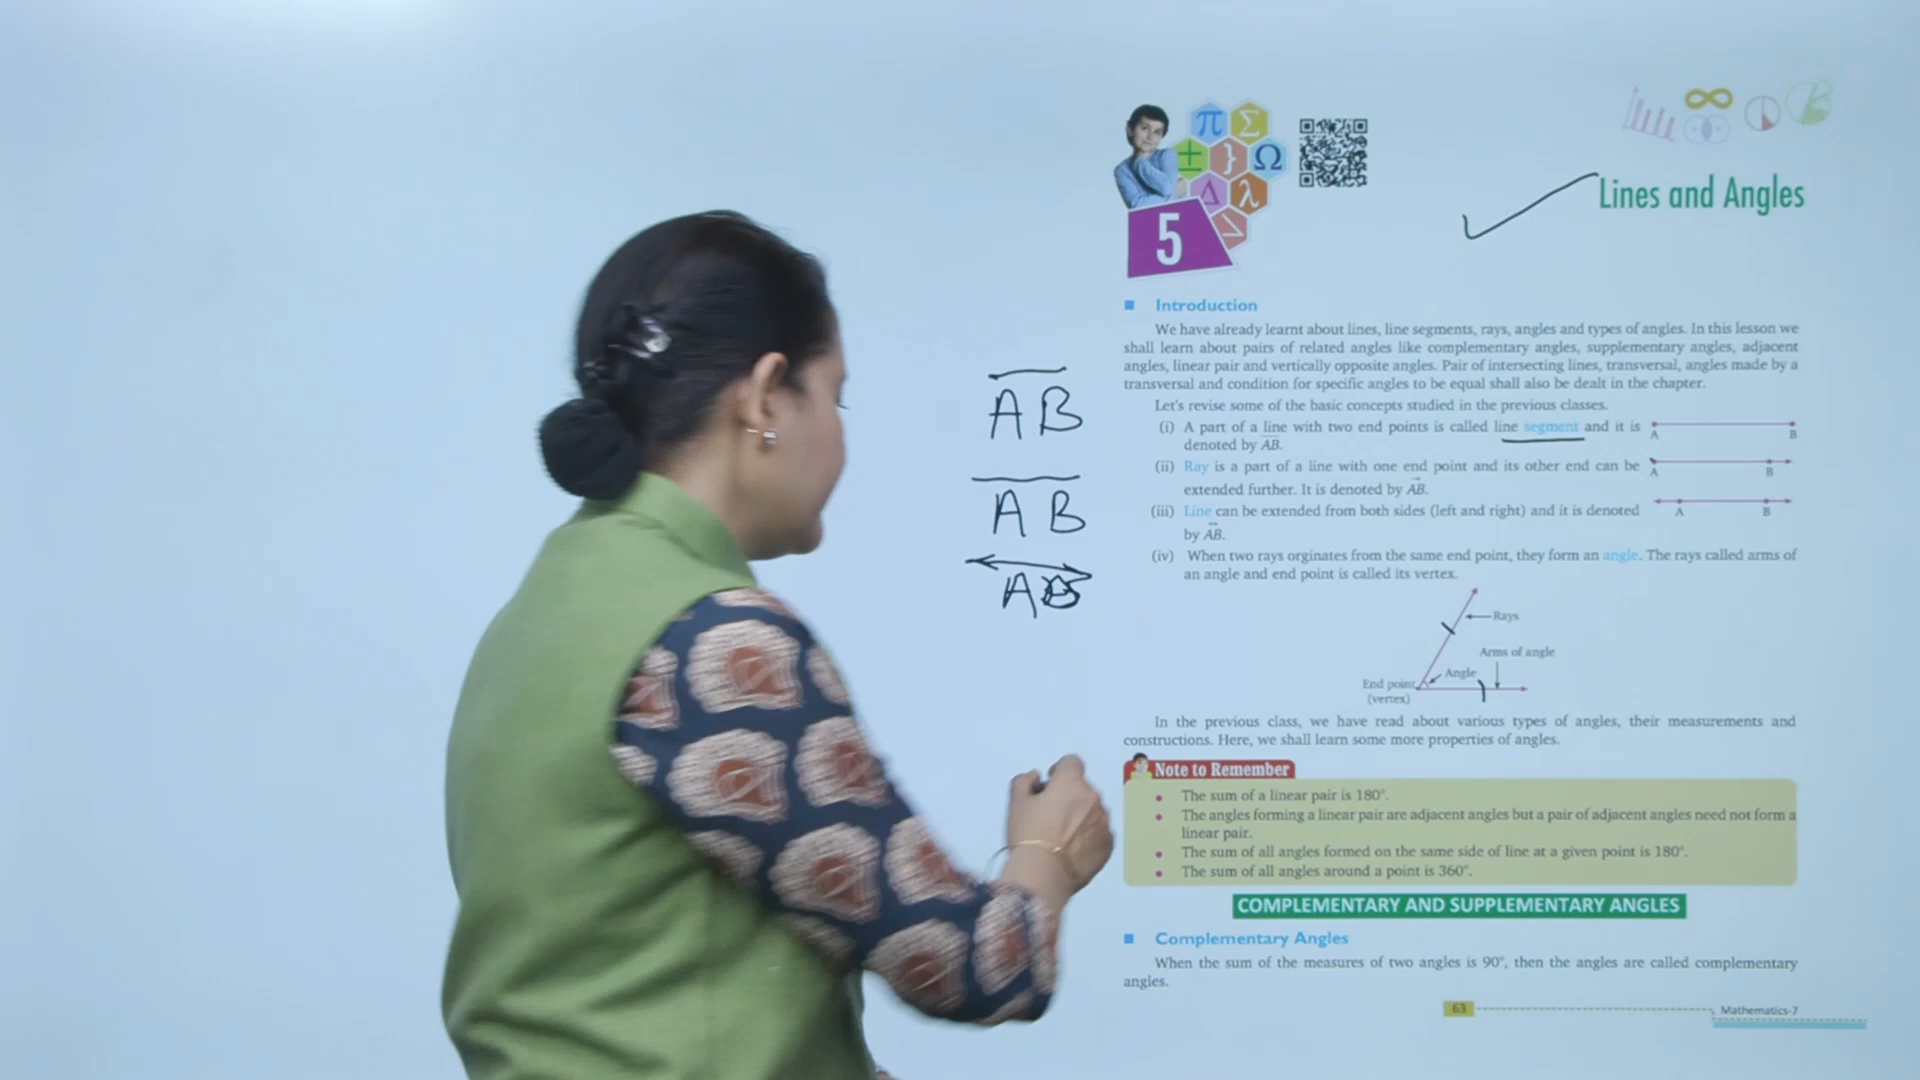 π Σ
± } Ω
Δ λ
5
Lines and Angles
Introduction
We have already learnt about lines, line segments, rays, angles and types of angles. In this lesson we
shall learn about pairs of related angles like complementary angles, supplementary angles, adjacent
angles, linear pair and vertically opposite angles. Pair of intersecting lines, transversal, angles made by a
transversal and condition for specific angles to be equal shall also be dealt in the chapter.
Let's revise some of the basic concepts studied in the previous classes.
(i) A part of a line with two end points is called line segment and it is
denoted by AB.
A B
(ii) Ray is a part of a line with one end point and its other end can be
extended further. It is denoted by AB.
A B
(iii) Line can be extended from both sides (left and right) and it is denoted
by AB.
A B
(iv) When two rays orginates from the same end point, they form an angle. The rays called arms of
an angle and end point is called its vertex.
Rays
Arms of angle
Angle
End point
(vertex)
In the previous class, we have read about various types of angles, their measurements and
constructions. Here, we shall learn some more properties of angles.
Note to Remember
• The sum of a linear pair is 180°.
• The angles forming a linear pair are adjacent angles but a pair of adjacent angles need not form a
linear pair.
• The sum of all angles formed on the same side of line at a given point is 180°.
• The sum of all angles around a point is 360°.
COMPLEMENTARY AND SUPPLEMENTARY ANGLES
Complementary Angles
When the sum of the measures of two angles is 90°, then the angles are called complementary
angles.
63
Mathematics-7
AB
AB
AB